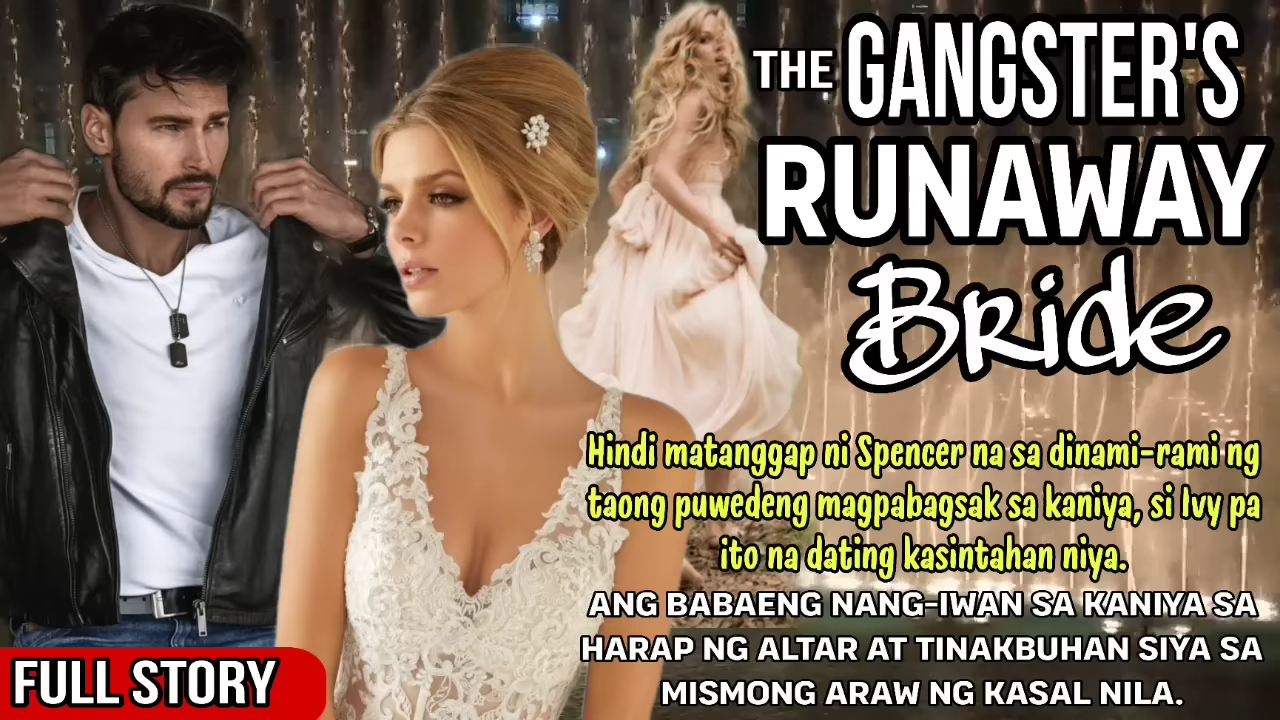 THE GANGSTER'S
RUNAWAY
Bride
Hindi matanggap ni Spencer na sa dinami-rami ng
taong puwedeng magpabagsak sa kaniya, si Ivy pa
ito na dating kasintahan niya.
ANG BABAENG NANG-IWAN SA KANIYA SA
HARAP NG ALTAR AT TINAKBUHAN SIYA SA
MISMONG ARAW NG KASAL NILA.
FULL STORY